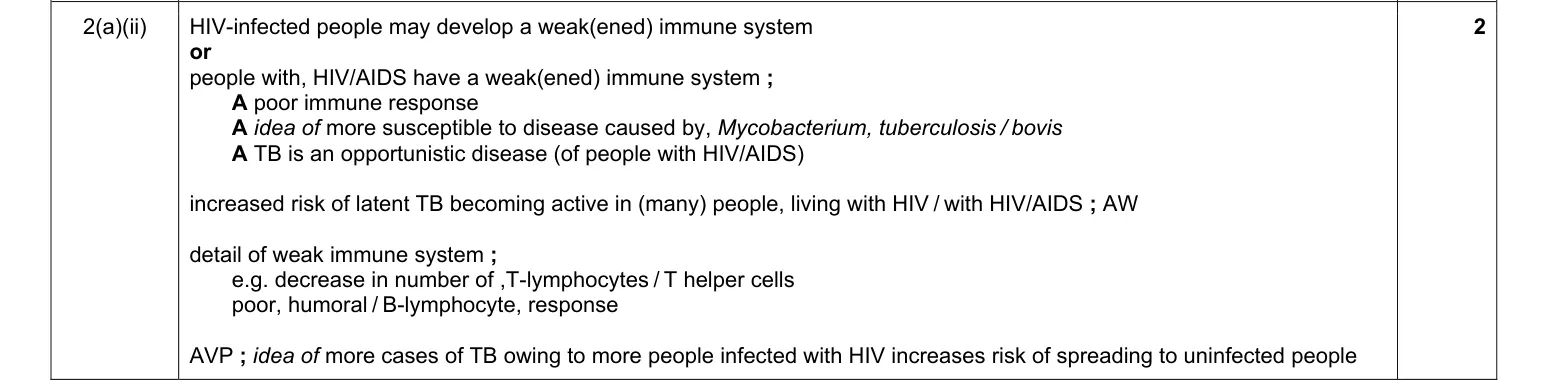 2(a)(ii) HIV-infected people may develop a weak(ened) immune system 2
or
people with, HIV/AIDS have a weak(ened) immune system ;
A poor immune response
A idea of more susceptible to disease caused by, Mycobacterium, tuberculosis / bovis
A TB is an opportunistic disease (of people with HIV/AIDS)
increased risk of latent TB becoming active in (many) people, living with HIV / with HIV/AIDS ; AW
detail of weak immune system ;
e.g. decrease in number of ,T-lymphocytes / T helper cells
poor, humoral / B-lymphocyte, response
AVP ; idea of more cases of TB owing to more people infected with HIV increases risk of spreading to uninfected people